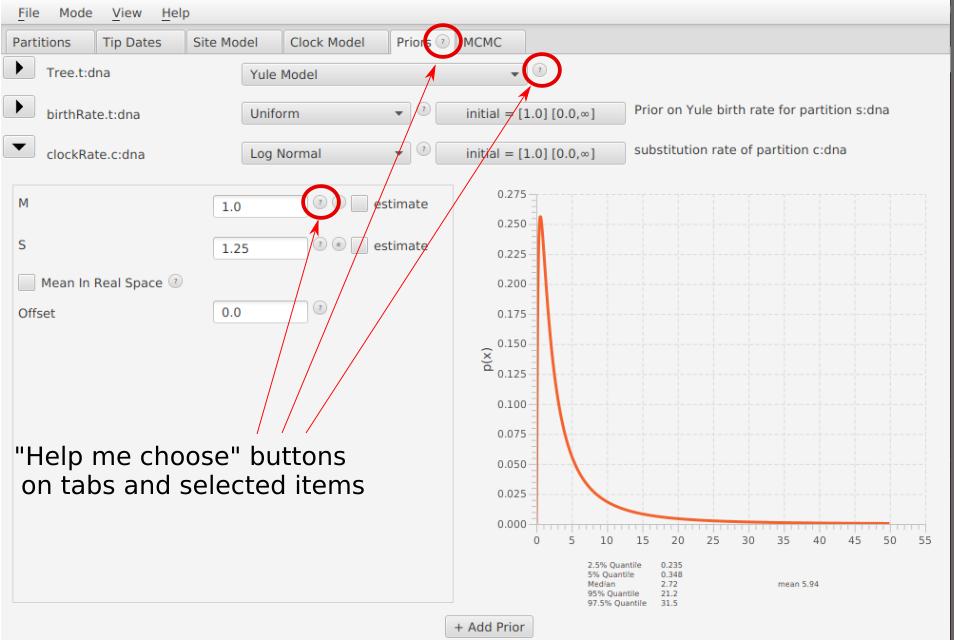 File Mode View Help
Partitions Tip Dates Site Model Clock Model Priors ? MCMC
Tree.t:dna Yule Model ?
birthRate.t:dna Uniform ? initial = [1.0] [0.0,∞] Prior on Yule birth rate for partition s:dna
clockRate.c:dna Log Normal ? initial = [1.0] [0.0,∞] substitution rate of partition c:dna
M 1.0 ? estimate
S 1.25 ? estimate
Mean In Real Space ?
Offset 0.0 ?
"Help me choose" buttons
on tabs and selected items
p(x)
0.275
0.250
0.225
0.200
0.175
0.150
0.125
0.100
0.075
0.050
0.025
0.000
0 5 10 15 20 25 30 35 40 45 50 55
2.5% Quantile 0.235
5% Quantile 0.348
Median 2.72 mean 5.94
95% Quantile 21.2
97.5% Quantile 31.5
+ Add Prior